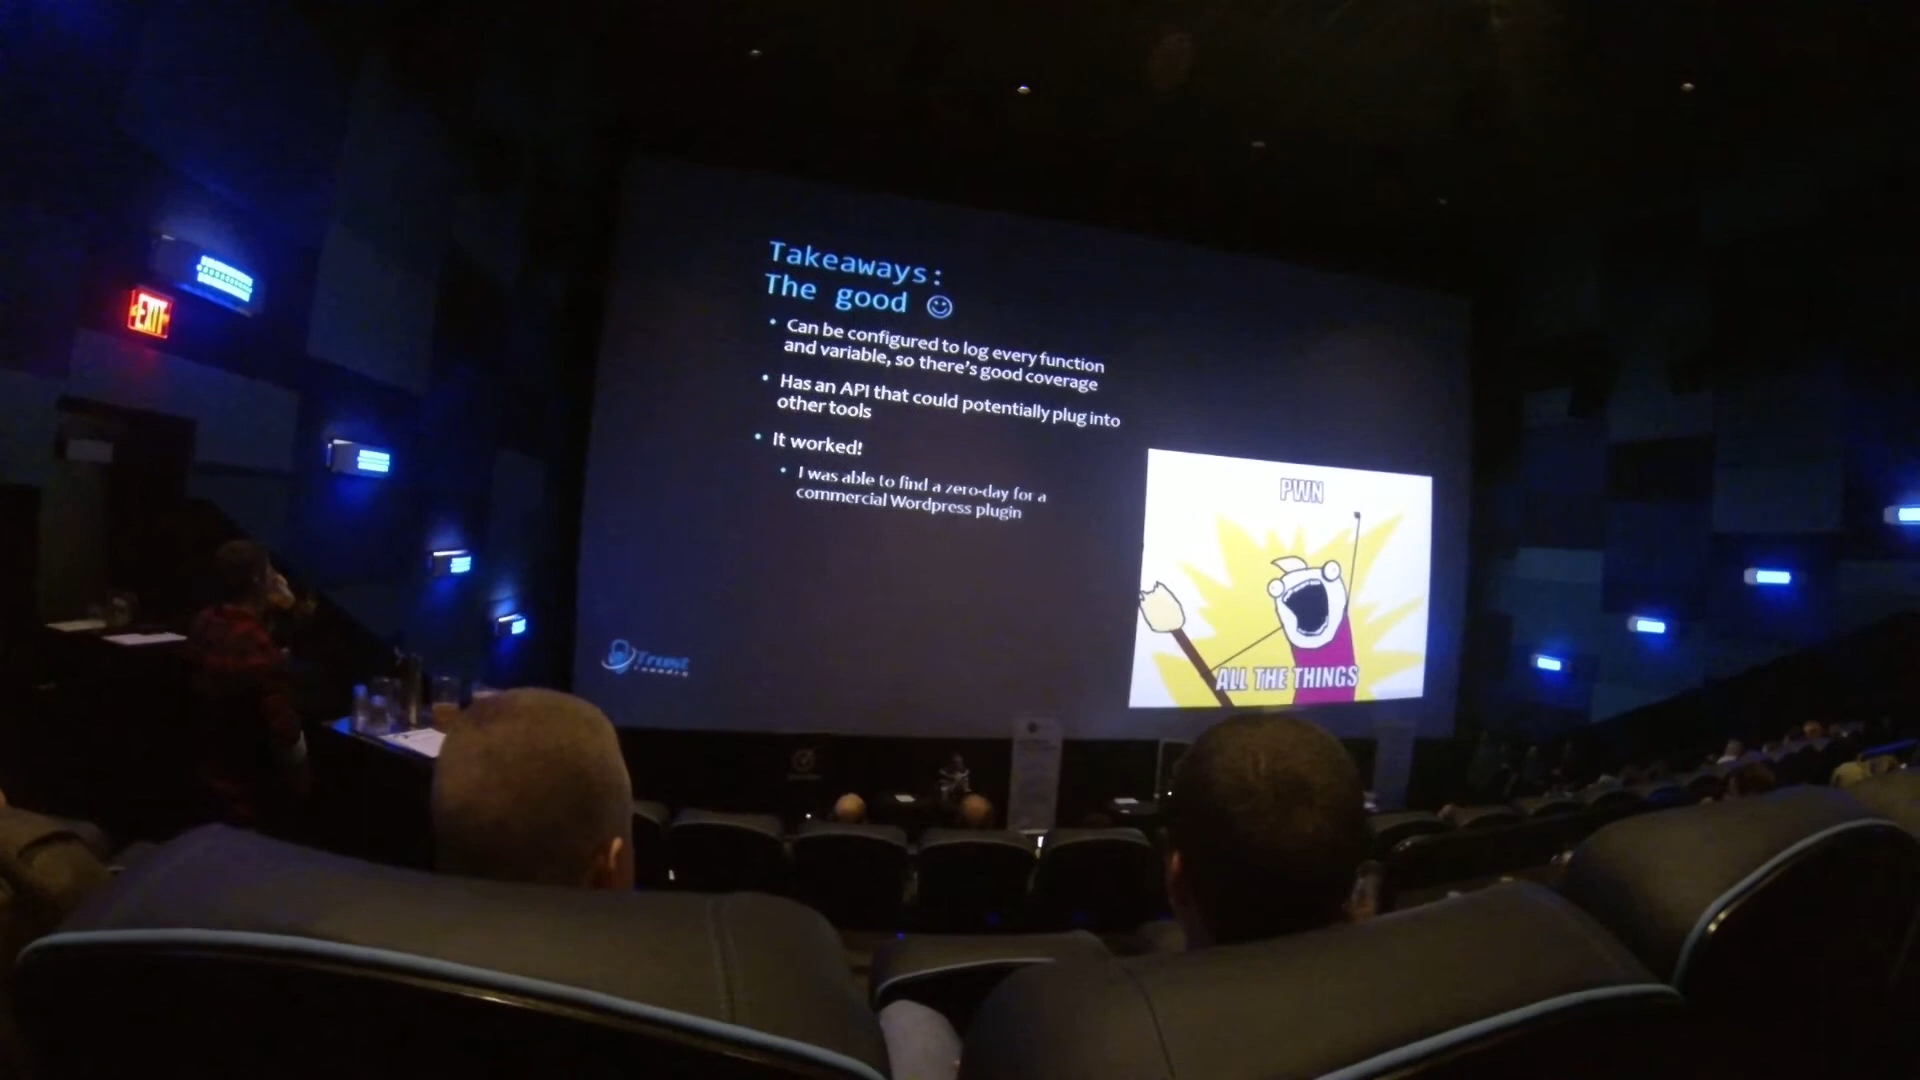 EXIT
Takeaways:
The good ☺
• Can be configured to log every function
and variable, so there's good coverage
• Has an API that could potentially plug into
other tools
• It worked!
• I was able to find a zero-day for a
commercial Wordpress plugin
PWN
ALL THE THINGS
Trust
Foundry